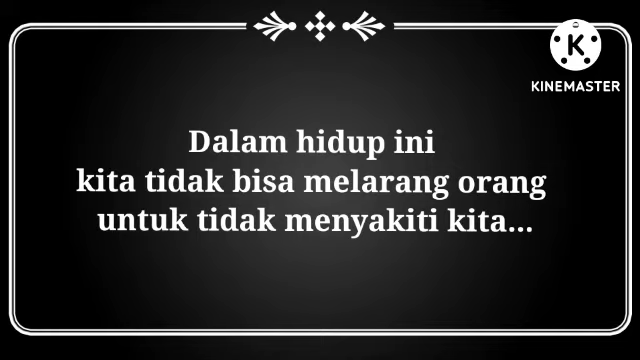 KINEMASTER
Dalam hidup ini
kita tidak bisa melarang orang
untuk tidak menyakiti kita...